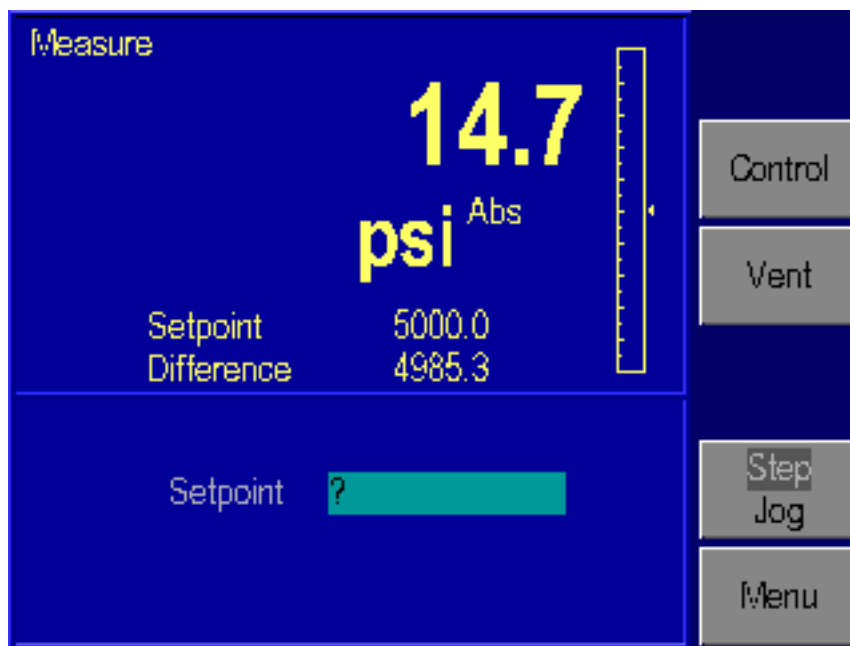 Measure
14.7
psi Abs
Setpoint 5000.0
Difference 4985.3
Setpoint ?
Control
Vent
Step
Jog
Menu